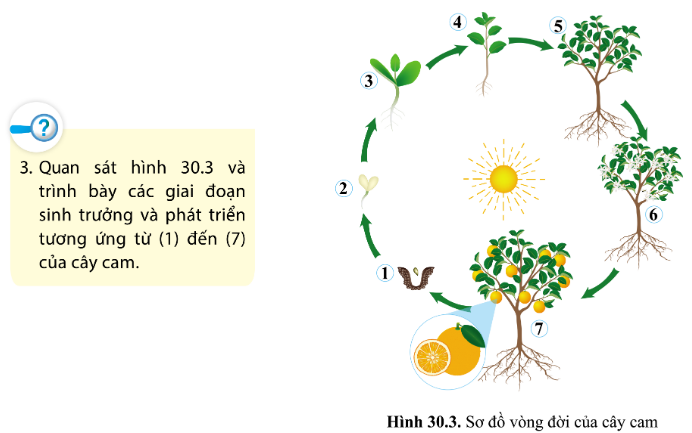 ?
3. Quan sát hình 30.3 và
trình bày các giai đoạn
sinh trưởng và phát triển
tương ứng từ (1) đến (7)
của cây cam.
4
5
3
2
6
1
7
Hình 30.3. Sơ đồ vòng đời của cây cam